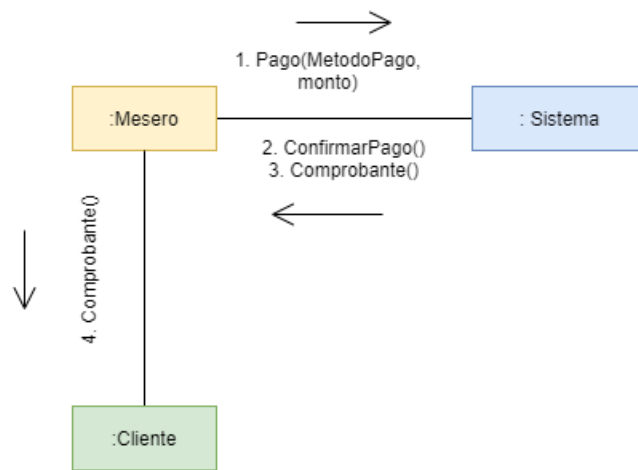 1. Pago(MetodoPago,
monto)
:Mesero
: Sistema
2. ConfirmarPago()
3. Comprobante()
4. Comprobante()
:Cliente